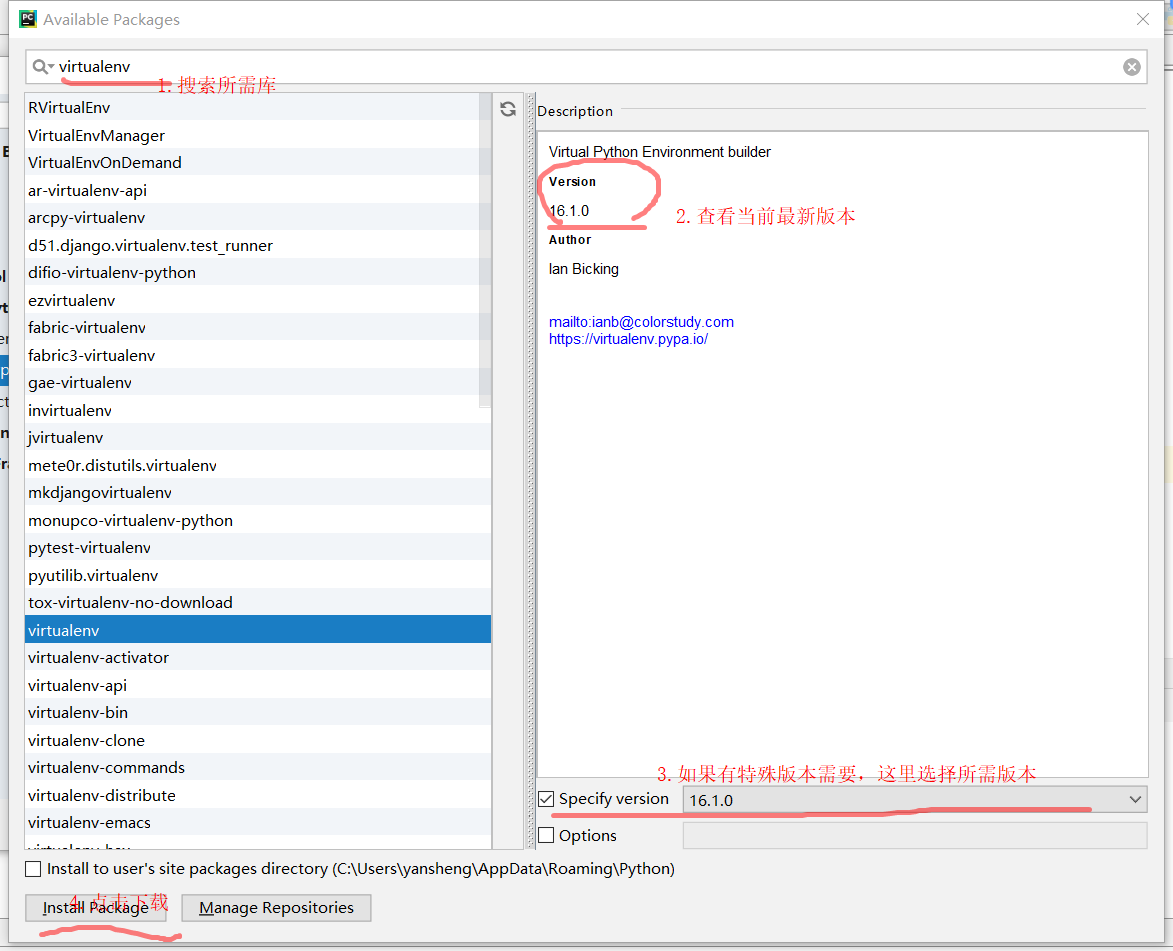 Available Packages
virtualenv
1. 搜索所需库
RVirtualEnv
VirtualEnvManager
VirtualEnvOnDemand
ar-virtualenv-api
arcpy-virtualenv
d51.django.virtualenv.test_runner
difio-virtualenv-python
ezvirtualenv
fabric-virtualenv
fabric3-virtualenv
gae-virtualenv
invirtualenv
jvirtualenv
mete0r.distutils.virtualenv
mkdjangovirtualenv
monupco-virtualenv-python
pytest-virtualenv
pyutilib.virtualenv
tox-virtualenv-no-download
virtualenv
virtualenv-activator
virtualenv-api
virtualenv-bin
virtualenv-clone
virtualenv-commands
virtualenv-distribute
virtualenv-emacs
Description
Virtual Python Environment builder
Version
16.1.0
2. 查看当前最新版本
Author
Ian Bicking
mailto:ianb@colorstudy.com
https://virtualenv.pypa.io/
3. 如果有特殊版本需要，这里选择所需版本
Specify version 16.1.0
Options
Install to user's site packages directory (C:\Users\yansheng\AppData\Roaming\Python)
4. 点击下载
Install Package Manage Repositories